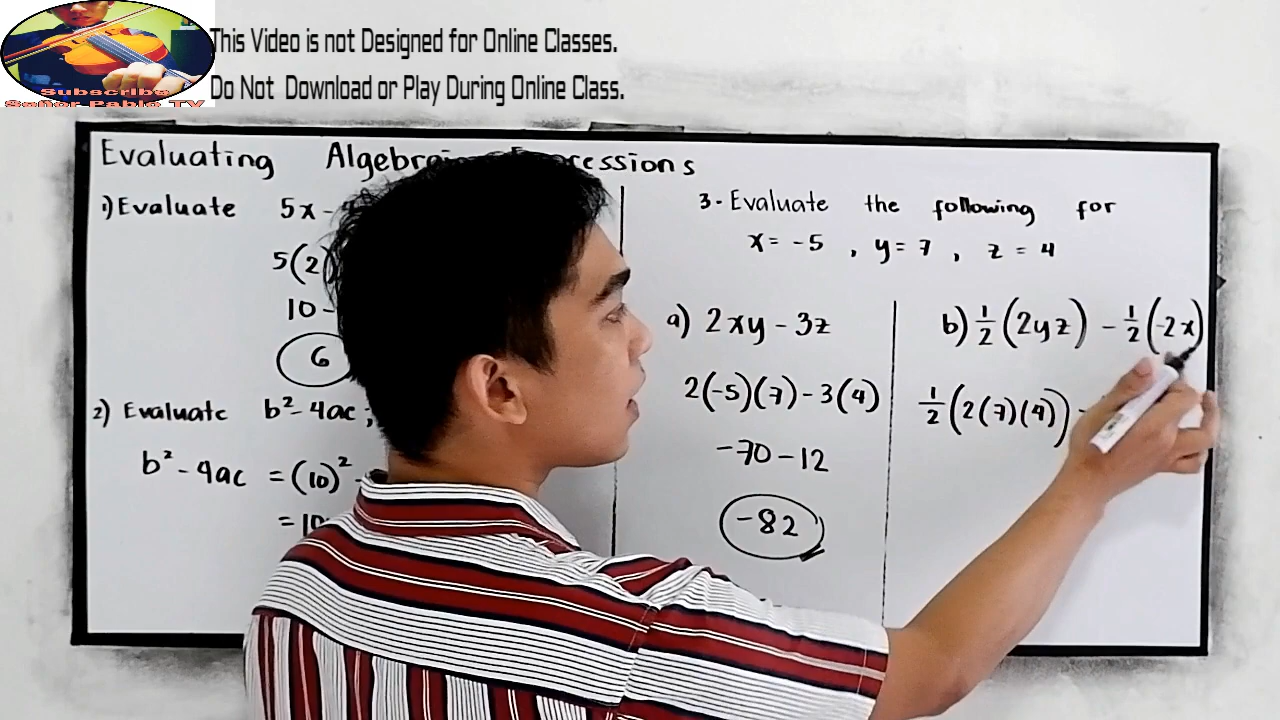 This Video is not Designed for Online Classes.
Do Not Download or Play During Online Class.
Subscribe
Señor Pablo TV
Evaluating
1) Evaluate 5x -
5(2)
10 -
6
2) Evaluate b² - 4ac;
b² - 4ac = (10)²
= 10
3- Evaluate the following for
x = -5 , y = 7 , z = 4
a) 2xy - 3z
2(-5)(7) - 3(4)
-70 - 12
-82
b) 1/2 (2yz) - 1/2 (-2x)
1/2 (2(7)(4)) -